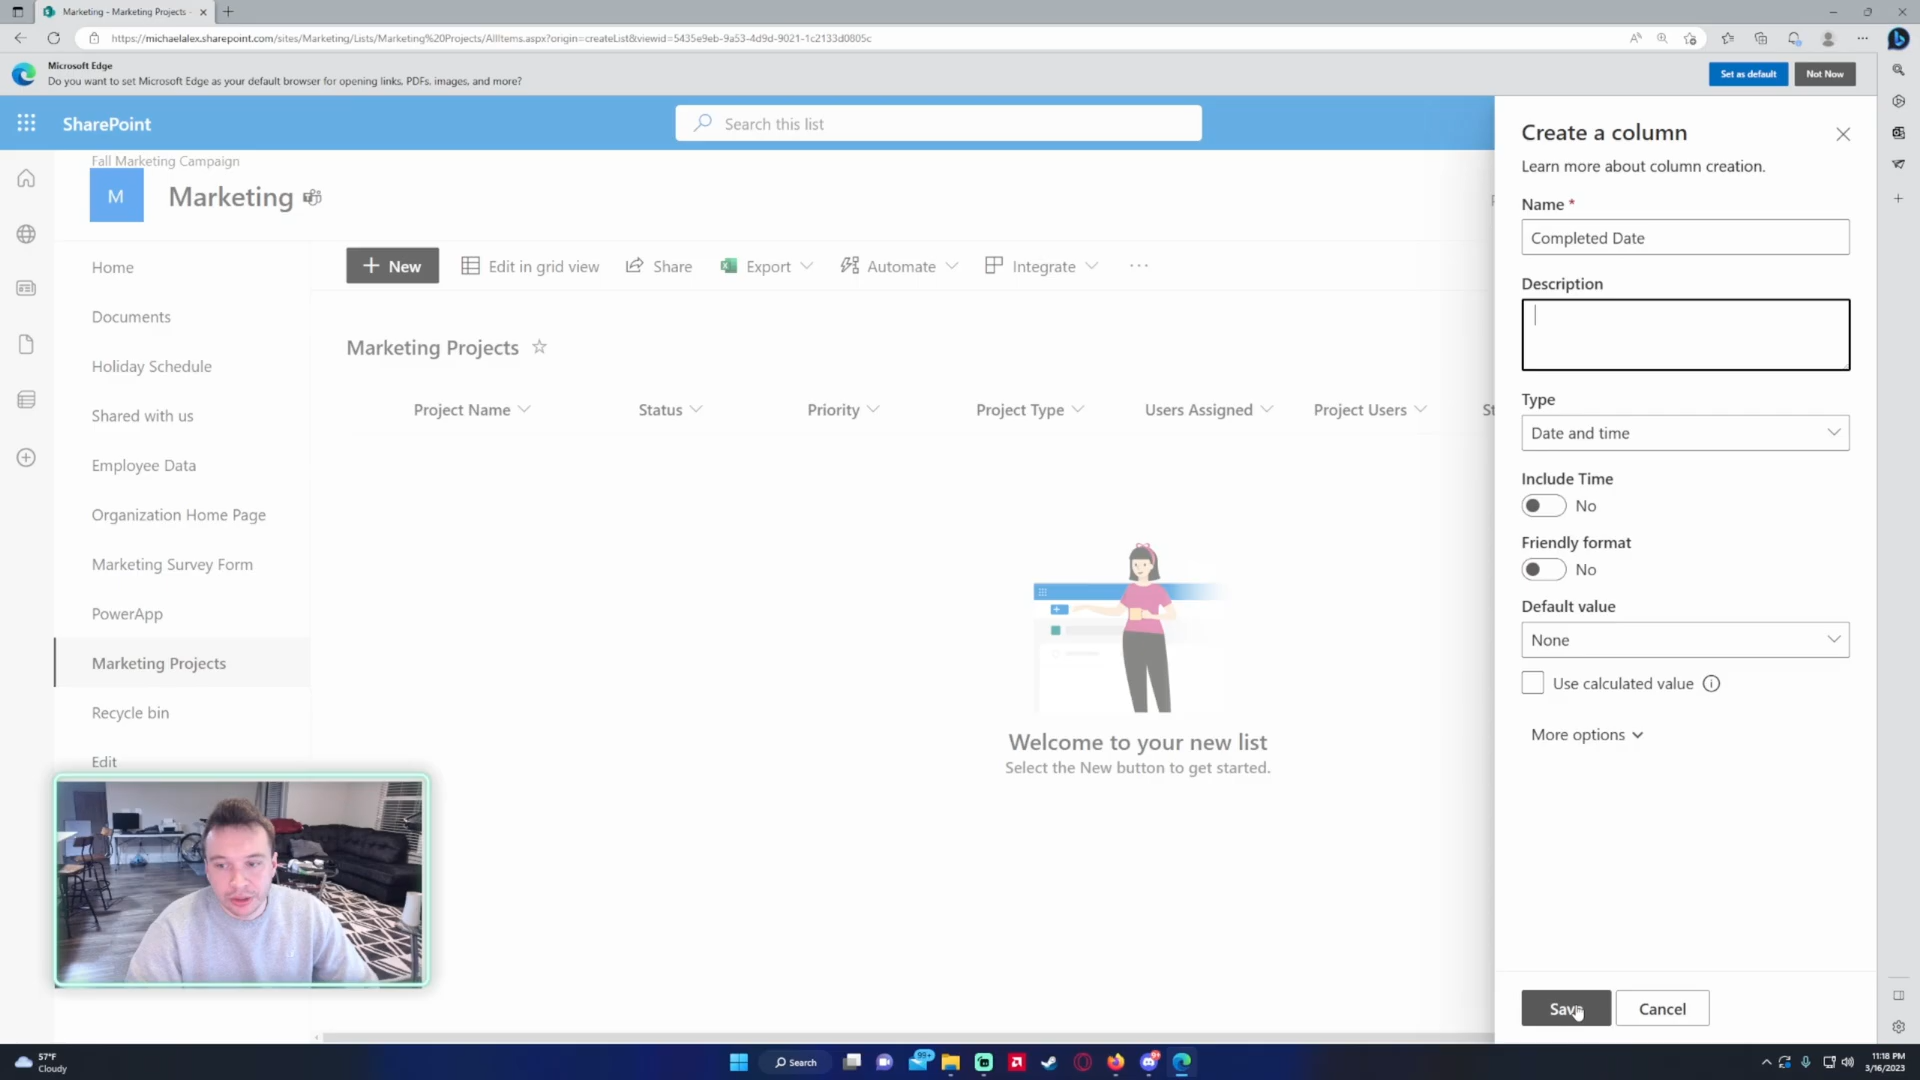 Marketing - Marketing Projects
https://michaelalex.sharepoint.com/sites/Marketing/Lists/Marketing%20Projects/AllItems.aspx?origin=createList&viewid=5435e9eb-9a53-4d9d-9021-1c2133d0805c
Microsoft Edge
Do you want to set Microsoft Edge as your default browser for opening links, PDFs, images, and more?
Set as default
Not Now
SharePoint
Search this list
Fall Marketing Campaign
M
Marketing
Home
Documents
Holiday Schedule
Shared with us
Employee Data
Organization Home Page
Marketing Survey Form
PowerApp
Marketing Projects
Recycle bin
Edit
+ New
Edit in grid view
Share
Export
Automate
Integrate
Marketing Projects
Project Name
Status
Priority
Project Type
Users Assigned
Project Users
St
Welcome to your new list
Select the New button to get started.
Create a column
Learn more about column creation.
Name *
Completed Date
Description
Type
Date and time
Include Time
No
Friendly format
No
Default value
None
Use calculated value
More options
Save
Cancel
57°F
Cloudy
Search
99+
11:18 PM
3/16/2023